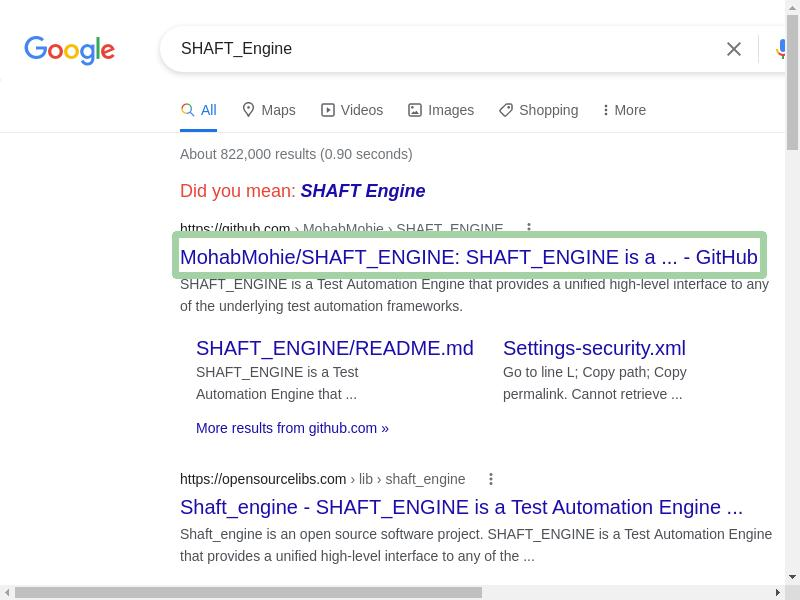 Google
SHAFT_Engine
All Maps Videos Images Shopping More
About 822,000 results (0.90 seconds)
Did you mean: SHAFT Engine
https://github.com › MohabMohie › SHAFT_ENGINE
MohabMohie/SHAFT_ENGINE: SHAFT_ENGINE is a ... - GitHub
SHAFT_ENGINE is a Test Automation Engine that provides a unified high-level interface to any
of the underlying test automation frameworks.
SHAFT_ENGINE/README.md
SHAFT_ENGINE is a Test
Automation Engine that ...
Settings-security.xml
Go to line L; Copy path; Copy
permalink. Cannot retrieve ...
More results from github.com »
https://opensourcelibs.com › lib › shaft_engine
Shaft_engine - SHAFT_ENGINE is a Test Automation Engine ...
Shaft_engine is an open source software project. SHAFT_ENGINE is a Test Automation Engine
that provides a unified high-level interface to any of the ...